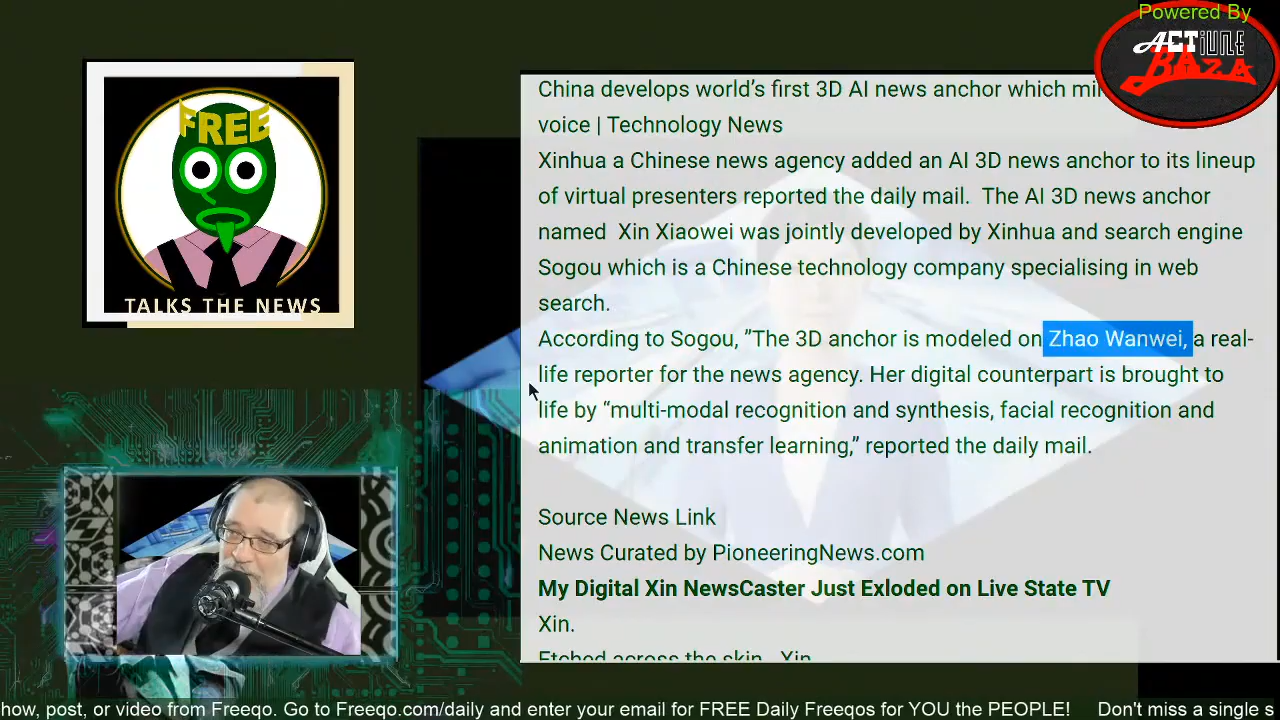 Powered By
ACTiUNE
BAZA
FREE
TALKS THE NEWS
China develops world’s first 3D AI news anchor which
voice | Technology News
Xinhua a Chinese news agency added an AI 3D news anchor to its lineup
of virtual presenters reported the daily mail.  The AI 3D news anchor
named  Xin Xiaowei was jointly developed by Xinhua and search engine
Sogou which is a Chinese technology company specialising in web
search.
According to Sogou, ”The 3D anchor is modeled on Zhao Wanwei, a real-
life reporter for the news agency. Her digital counterpart is brought to
life by “multi-modal recognition and synthesis, facial recognition and
animation and transfer learning,” reported the daily mail.
Source News Link
News Curated by PioneeringNews.com
My Digital Xin NewsCaster Just Exloded on Live State TV
Xin.
Etched across the skin.. Xin
how, post, or video from Freeqo. Go to Freeqo.com/daily and enter your email for FREE Daily Freeqos for YOU the PEOPLE!
Don't miss a single s